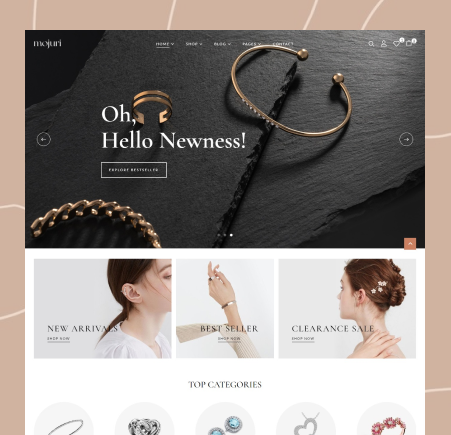 mojuri
HOME SHOP BLOG PAGES CONTACT
Oh,
Hello Newness!
EXPLORE BESTSELLER
NEW ARRIVALS
SHOP NOW
BEST SELLER
SHOP NOW
CLEARANCE SALE
SHOP NOW
TOP CATEGORIES